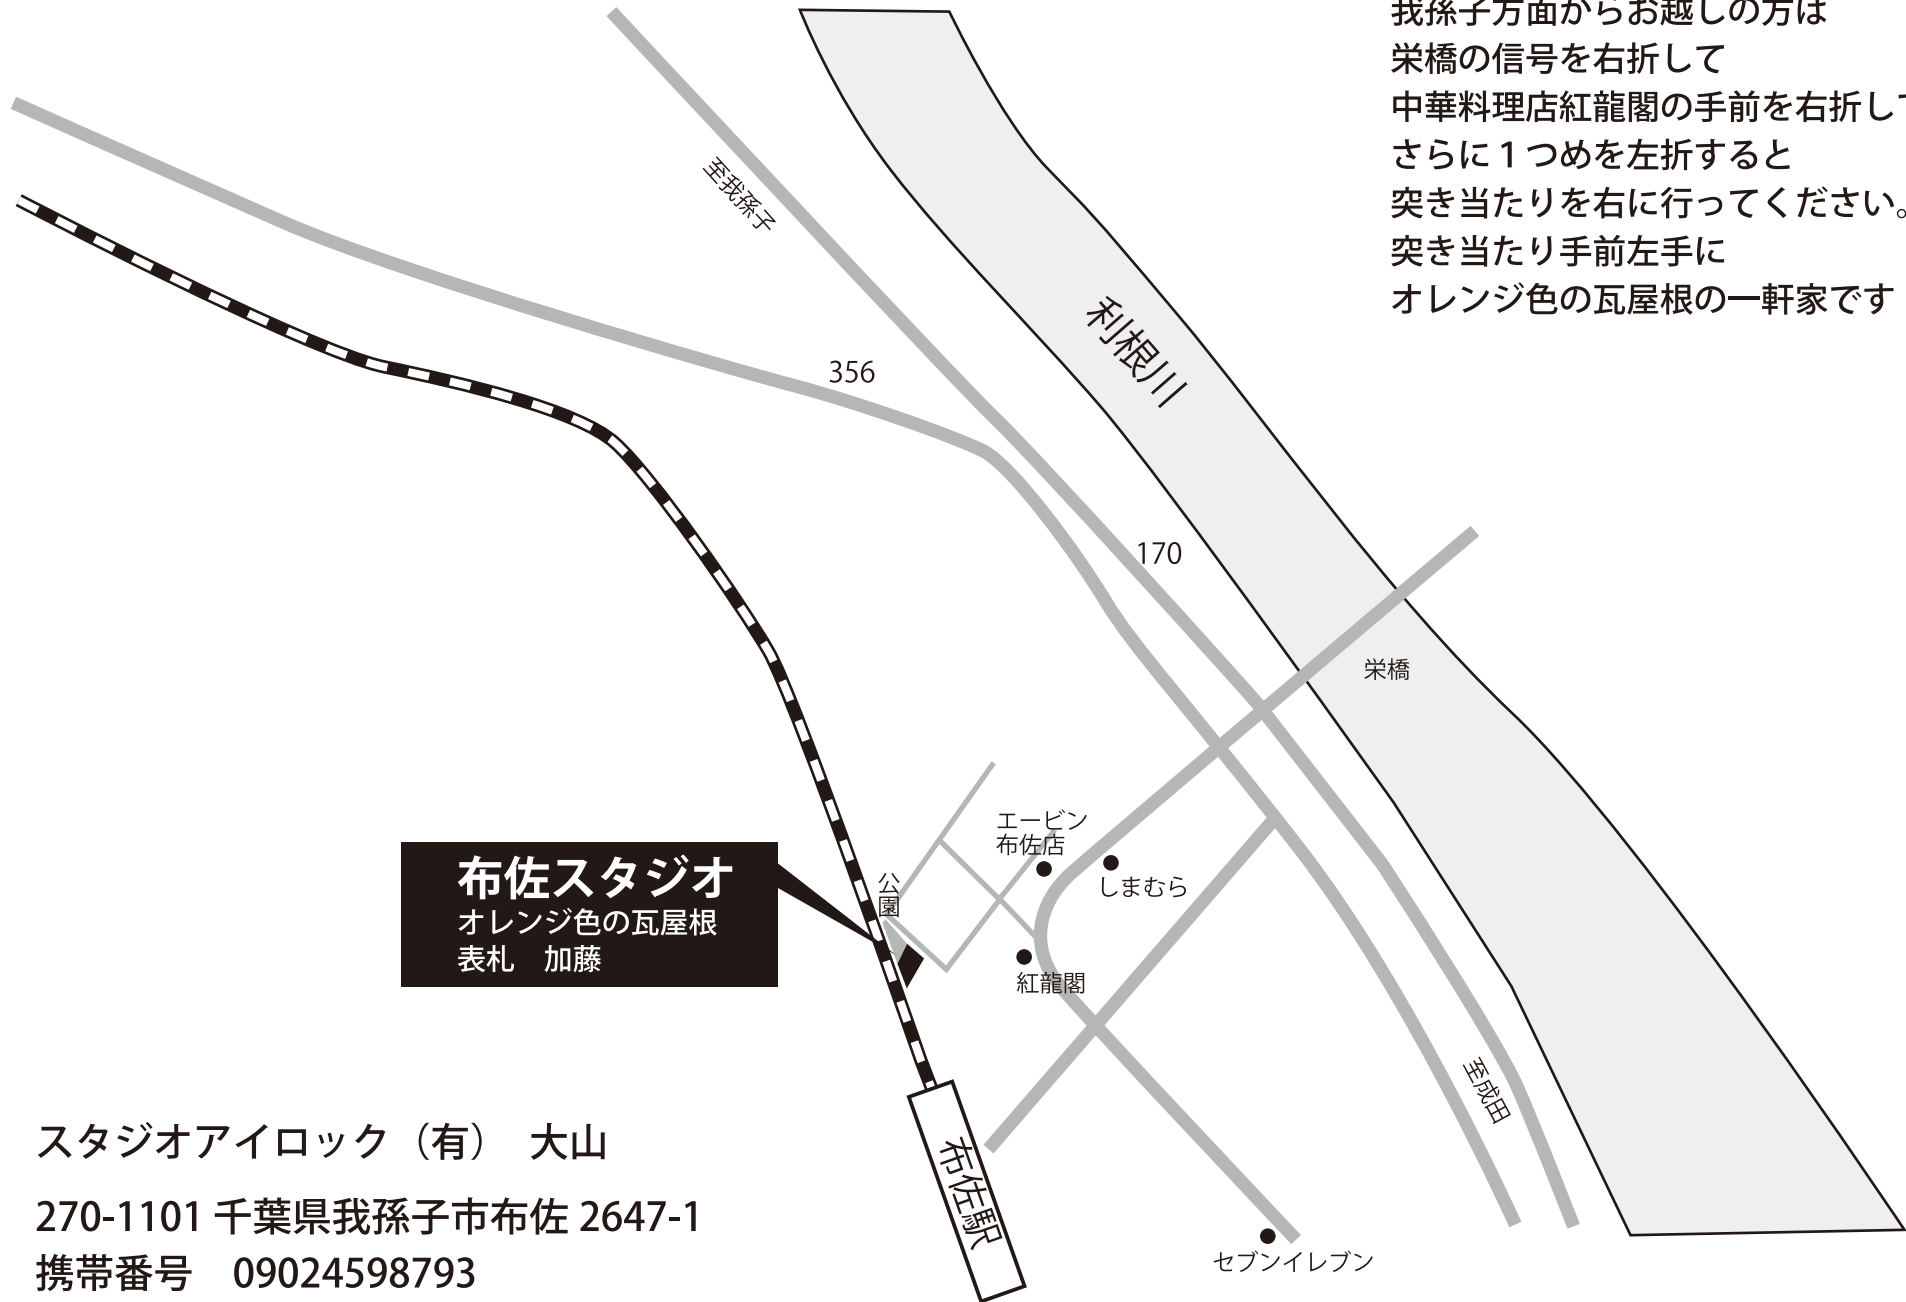 我孫子方面からお越しの方は
栄橋の信号を右折して
中華料理店紅龍閣の手前を右折して
さらに1つめを左折すると
突き当たりを右に行ってください。
突き当たり手前左手に
オレンジ色の瓦屋根の一軒家です
至我孫子
利根川
356
170
栄橋
エービン
布佐店
しまむら
公園
布佐スタジオ
オレンジ色の瓦屋根
表札　加藤
紅龍閣
至成田
布佐駅
セブンイレブン
スタジオアイロック（有）　大山
270-1101 千葉県我孫子市布佐 2647-1
携帯番号　09024598793